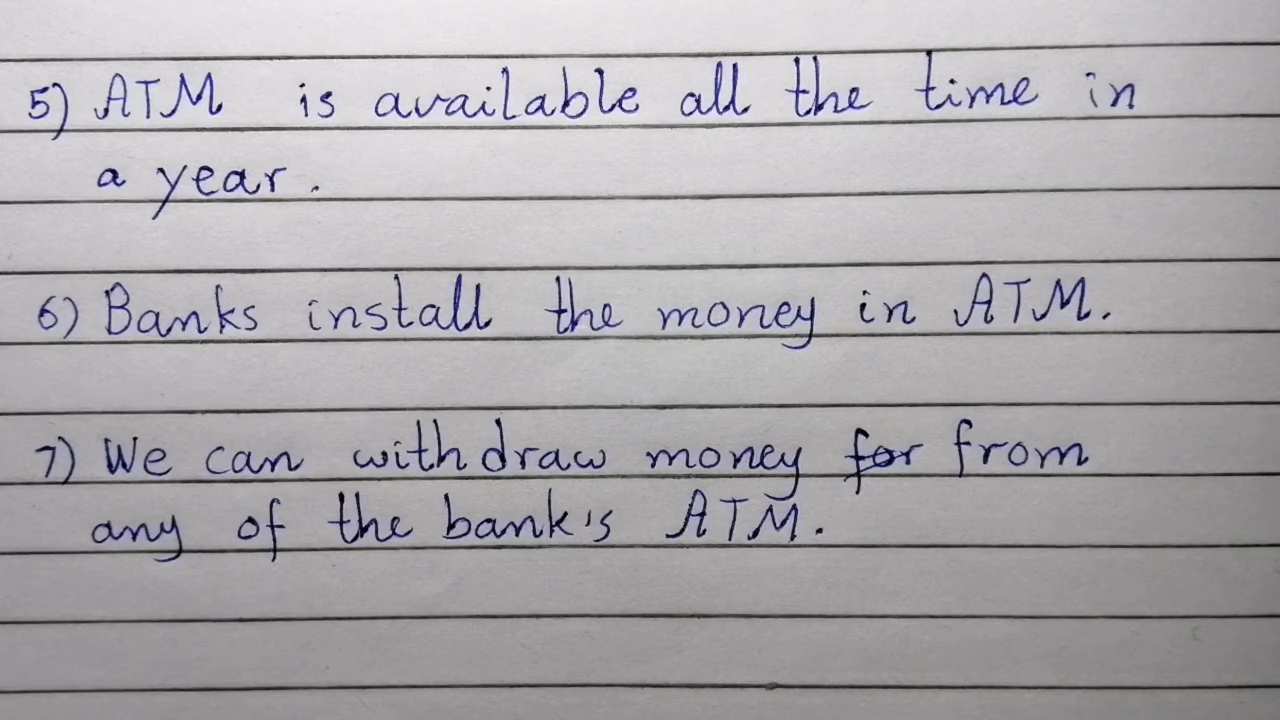 5) ATM is available all the time in
a year.
6) Banks install the money in ATM.
7) We can withdraw money for from
any of the bank's ATM.